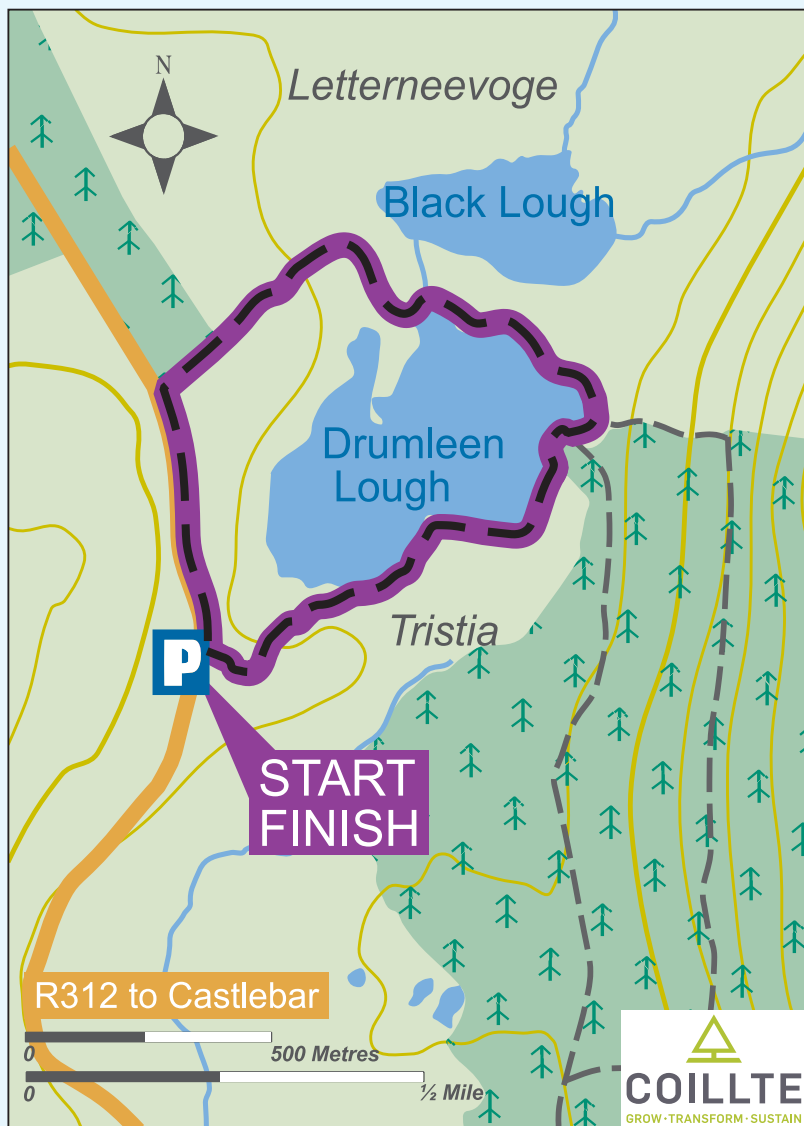 N
Letterneevoge
Black Lough
Drumleen
Lough
Tristia
P
START
FINISH
R312 to Castlebar
0
500 Metres
0
½ Mile
COILLTE
GROW·TRANSFORM·SUSTAIN